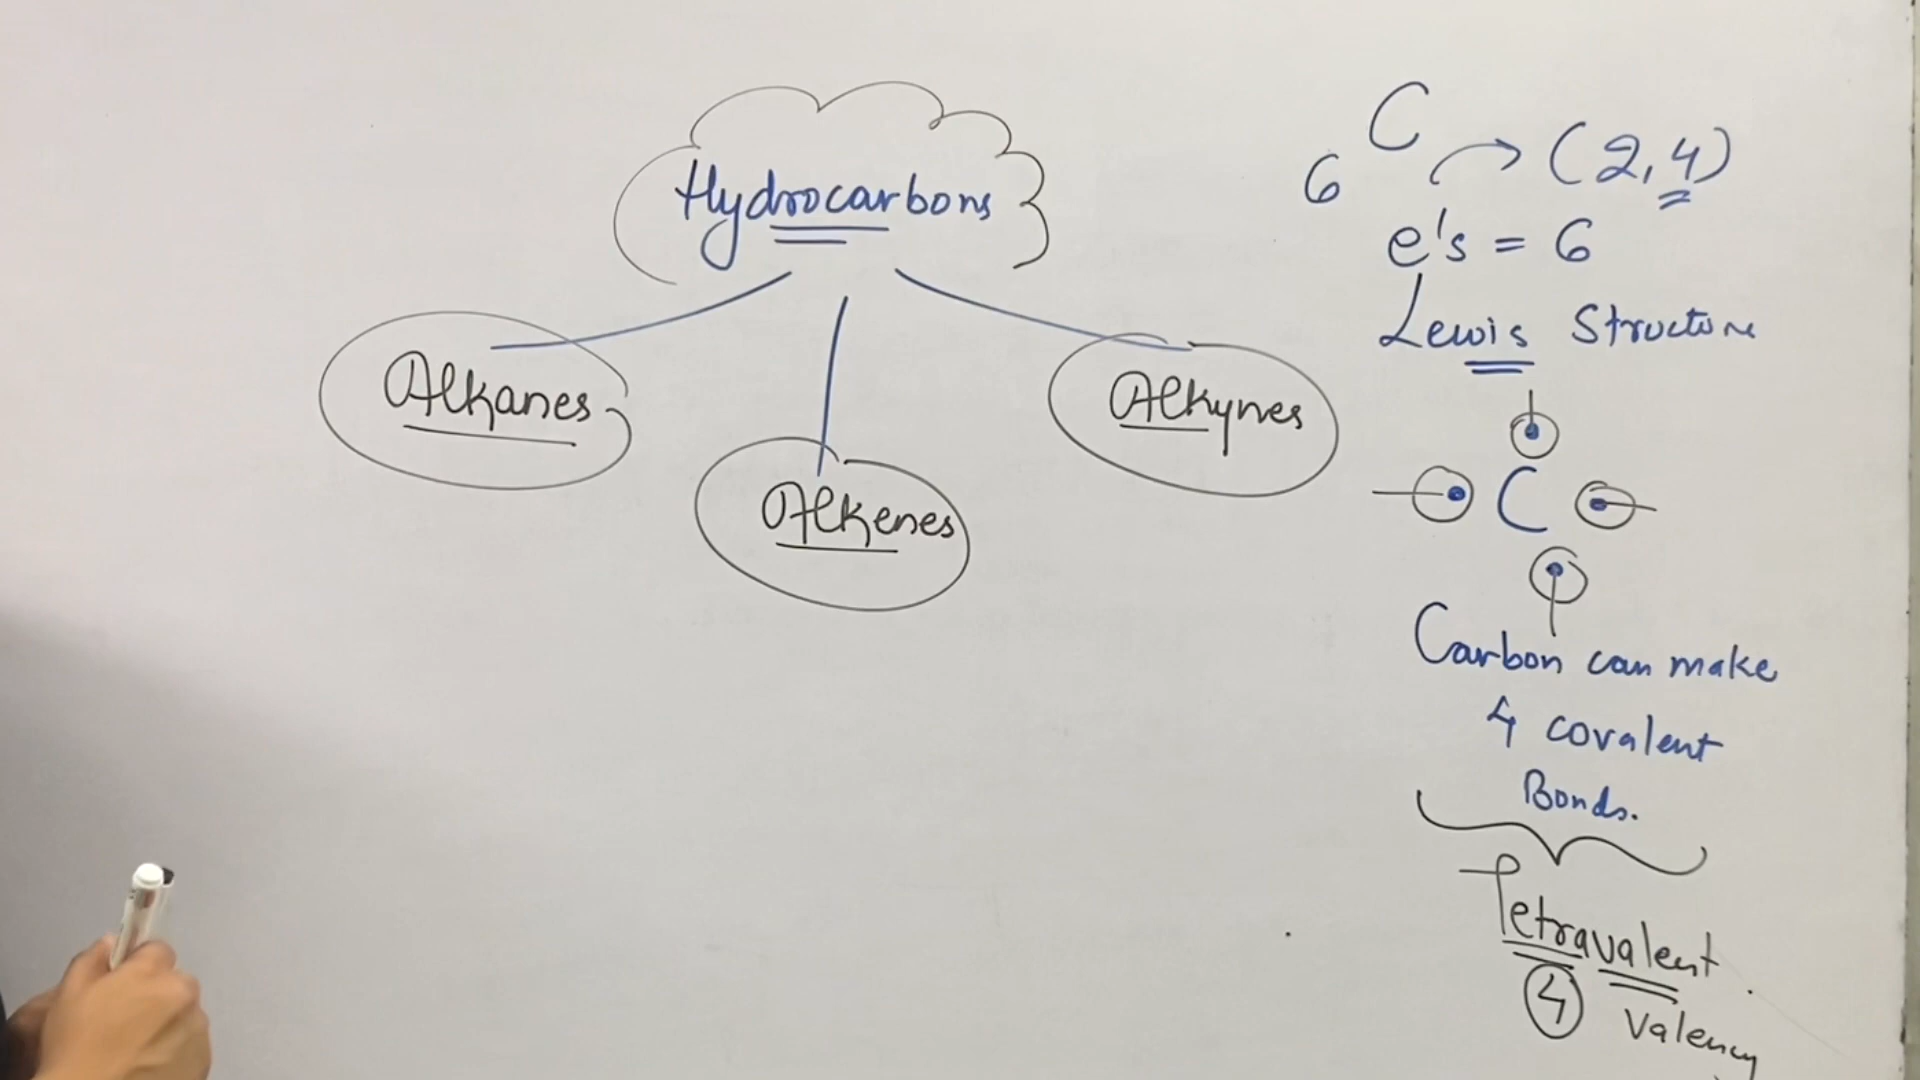 Hydrocarbons
Alkanes
Alkenes
Alkynes
6 C → (2,4)
e's = 6
Lewis Structure
C
Carbon can make
4 covalent
Bonds.
Tetravalent
4 Valency